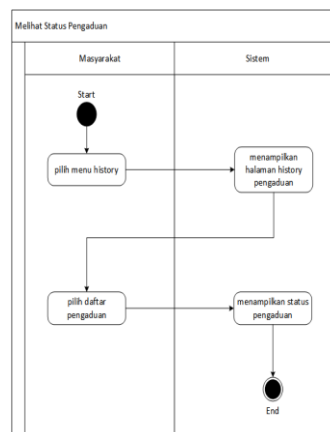 Melihat Status Pengaduan
Masyarakat
Sistem
Start
pilih menu history
menampilkan
halaman history
pengaduan
pilih daftar
pengaduan
menampilkan status
pengaduan
End